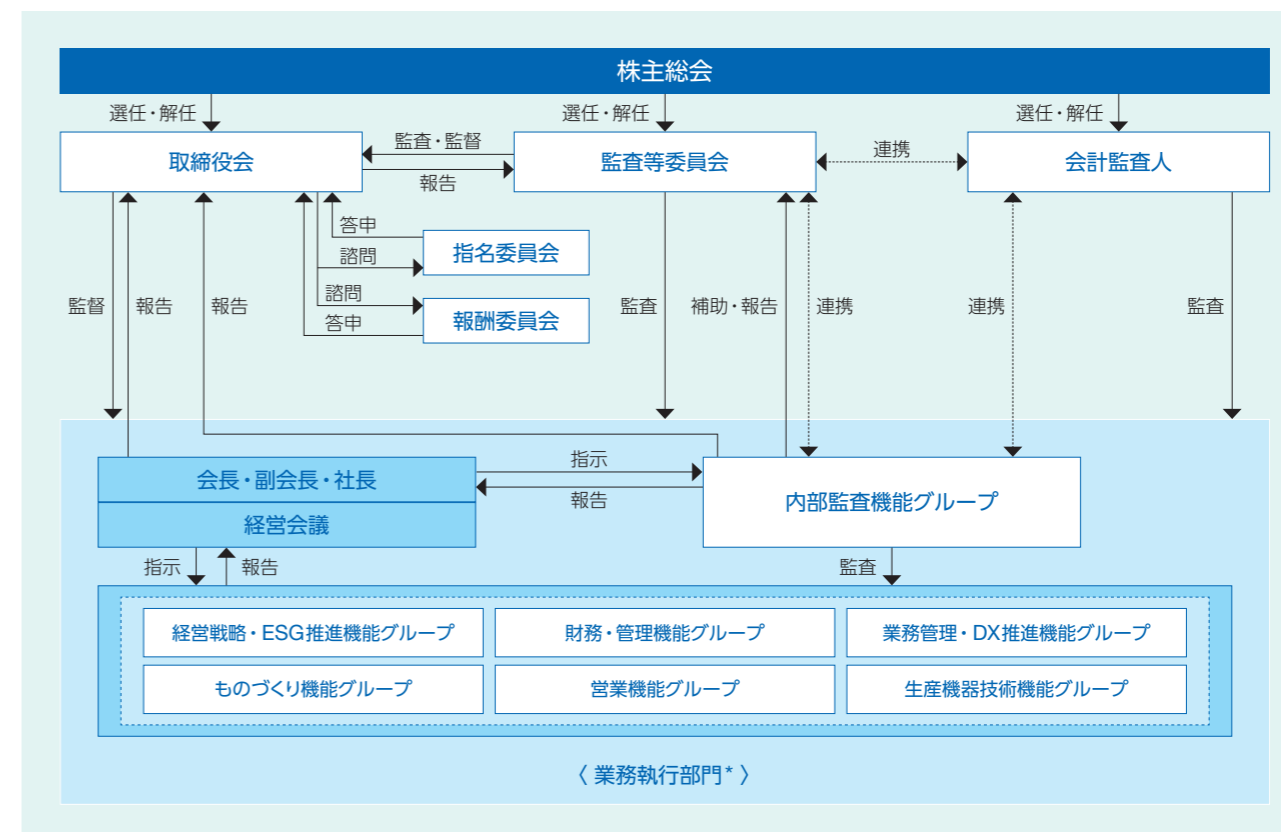 株主総会
選任・解任
選任・解任
選任・解任
取締役会
監査・監督
報告
監査等委員会
連携
会計監査人
答申
諮問
指名委員会
諮問
答申
報酬委員会
監督
報告
報告
監査
補助・報告
連携
連携
監査
会長・副会長・社長
経営会議
指示
報告
内部監査機能グループ
指示
報告
監査
経営戦略・ESG推進機能グループ
財務・管理機能グループ
業務管理・DX推進機能グループ
ものづくり機能グループ
営業機能グループ
生産機器技術機能グループ
〈 業務執行部門* 〉